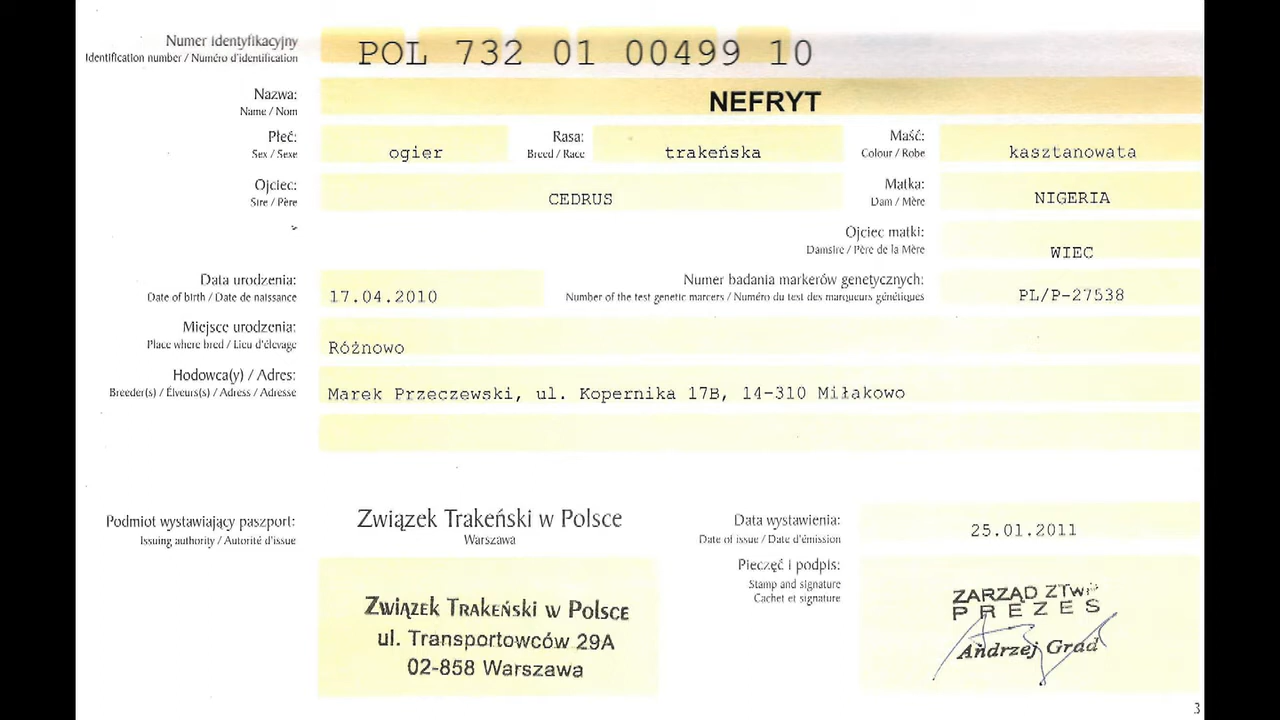 Numer identyfikacyjny
Identification number / Numéro d'identification
POL 732 01 00499 10
Nazwa:
Name / Nom
NEFRYT
Płeć:
Sex / Sexe
ogier
Rasa:
Breed / Race
trakeńska
Maść:
Colour / Robe
kasztanowata
Ojciec:
Sire / Père
CEDRUS
Matka:
Dam / Mère
NIGERIA
Ojciec matki:
Damsire / Père de la Mère
WIEC
Data urodzenia:
Date of birth / Date de naissance
17.04.2010
Numer badania markerów genetycznych:
Number of the test genetic marcers / Numéro du test des marqueurs génétiques
PL/P-27538
Miejsce urodzenia:
Place where bred / Lieu d'élevage
Różnowo
Hodowca(y) / Adres:
Breeder(s) / Élveurs(s) / Adress / Adresse
Marek Przeczewski, ul. Kopernika 17B, 14-310 Miłakowo
Podmiot wystawiający paszport:
Issuing authority / Autorité d'issue
Związek Trakeński w Polsce
Warszawa
Data wystawienia:
Date of issue / Date d'émission
25.01.2011
Pieczęć i podpis:
Stamp and signature
Cachet et signature
Związek Trakeński w Polsce
ul. Transportowców 29A
02-858 Warszawa
ZARZĄD ZTwP
PREZES
Andrzej Grad
3